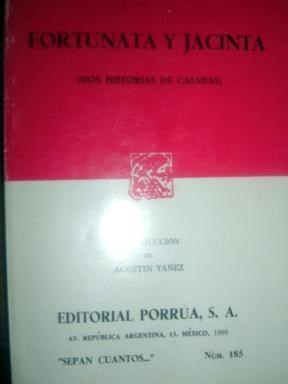 FORTUNATA Y JACINTA
(DOS HISTORIAS DE CASADAS)
DE
AGUSTÍN YÁÑEZ
EDITORIAL PORRÚA, S. A.
AV. REPÚBLICA ARGENTINA, 15. MÉXICO, 1995
"SEPAN CUANTOS..." NÚM. 185